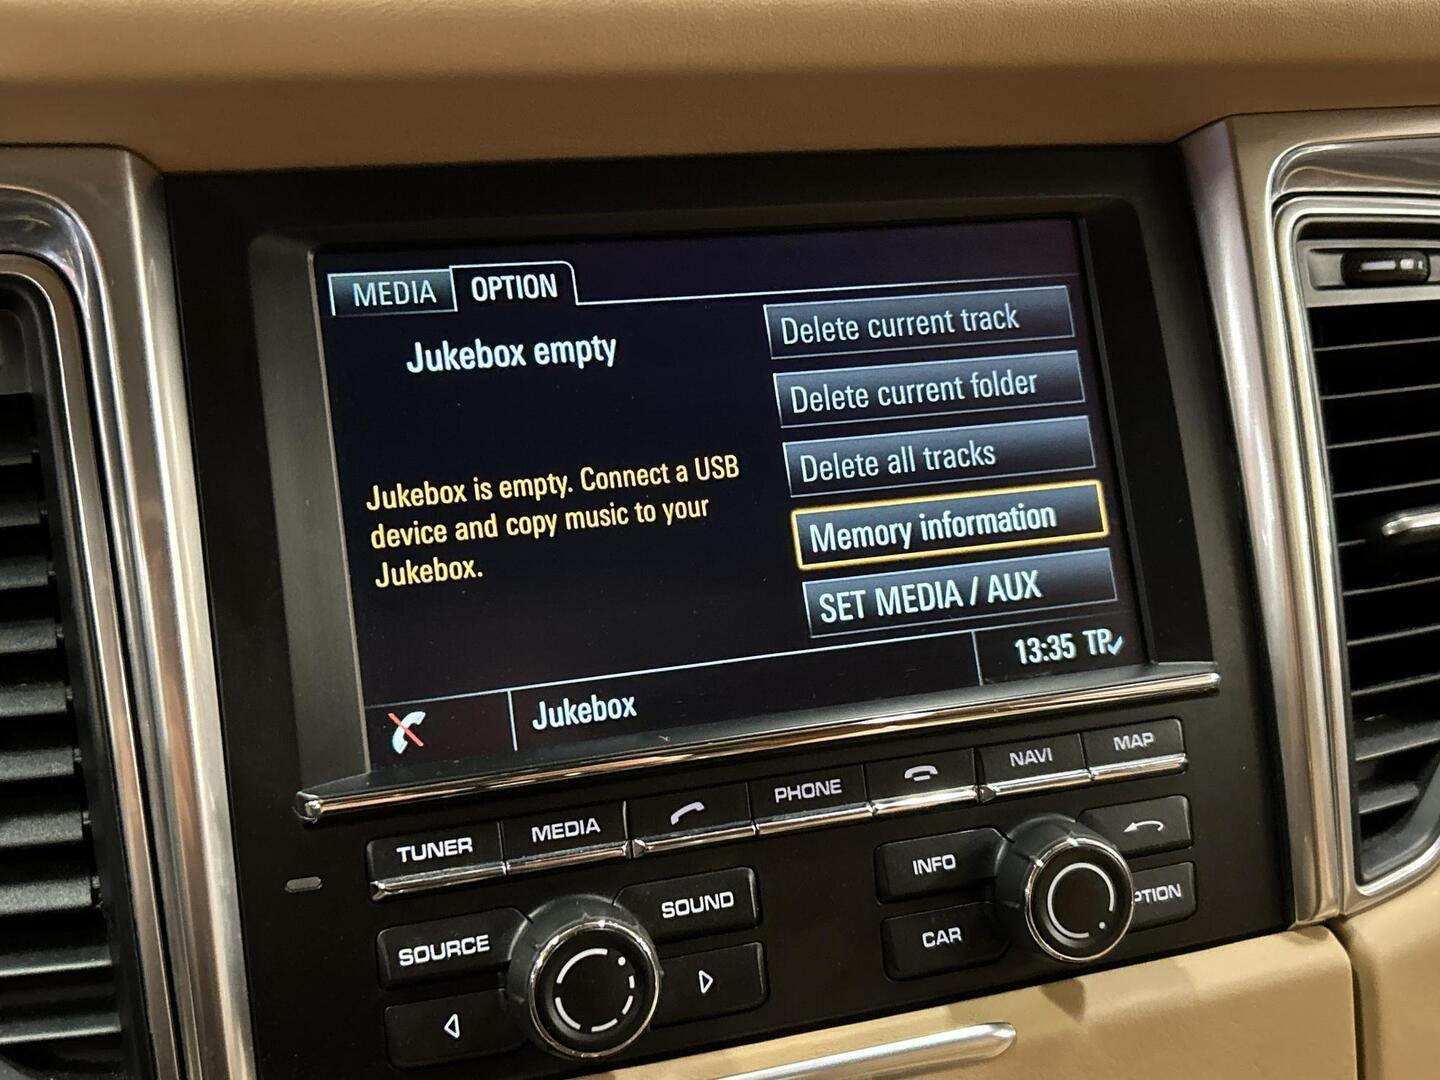 MEDIA
OPTION
Jukebox empty
Jukebox is empty. Connect a USB
device and copy music to your
Jukebox.
Delete current track
Delete current folder
Delete all tracks
Memory information
SET MEDIA / AUX
13:35 TP
Jukebox
TUNER
MEDIA
PHONE
NAVI
MAP
SOURCE
SOUND
INFO
CAR
PTION